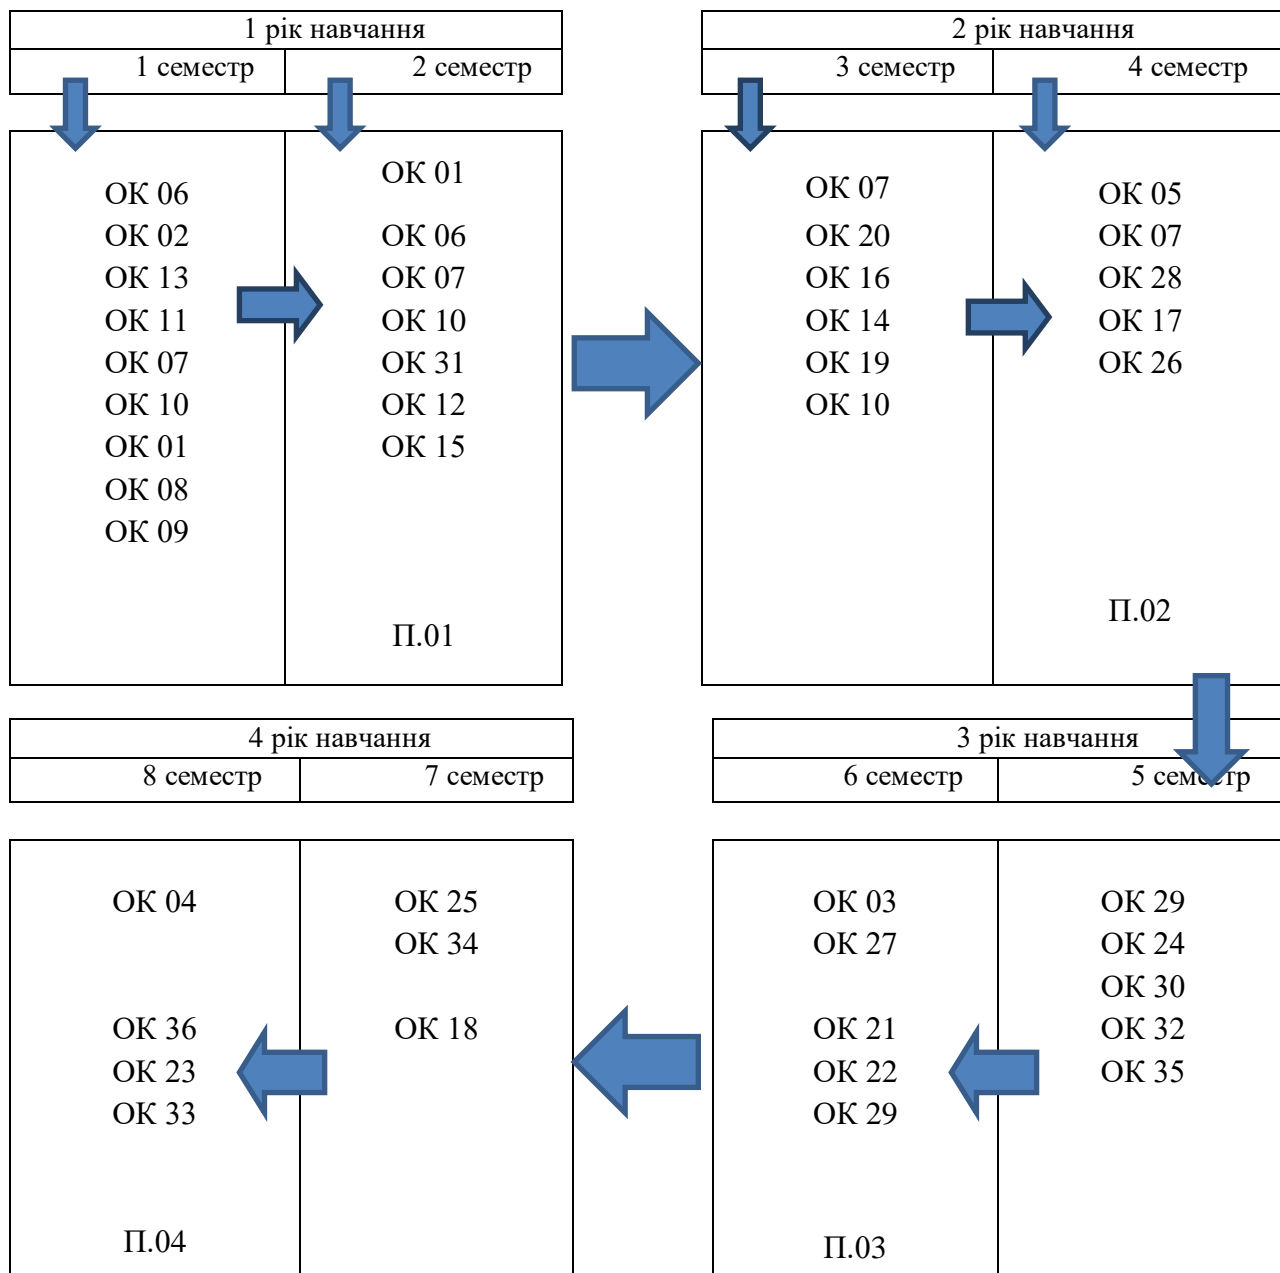 1 рік навчання
1 семестр
2 семестр
ОК 06
ОК 02
ОК 13
ОК 11
ОК 07
ОК 10
ОК 01
ОК 08
ОК 09
ОК 01
ОК 06
ОК 07
ОК 10
ОК 31
ОК 12
ОК 15
П.01
2 рік навчання
3 семестр
4 семестр
ОК 07
ОК 20
ОК 16
ОК 14
ОК 19
ОК 10
ОК 05
ОК 07
ОК 28
ОК 17
ОК 26
П.02
4 рік навчання
8 семестр
7 семестр
ОК 04
ОК 36
ОК 23
ОК 33
П.04
ОК 25
ОК 34
ОК 18
3 рік навчання
6 семестр
5 семестр
ОК 03
ОК 27
ОК 21
ОК 22
ОК 29
П.03
ОК 29
ОК 24
ОК 30
ОК 32
ОК 35